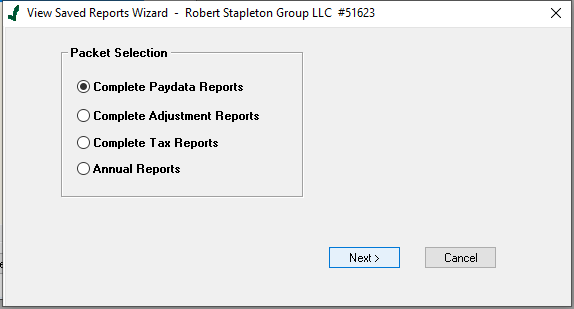 View Saved Reports Wizard  -  Robert Stapleton Group LLC  #51623
Packet Selection
Complete Paydata Reports
Complete Adjustment Reports
Complete Tax Reports
Annual Reports
Next >
Cancel